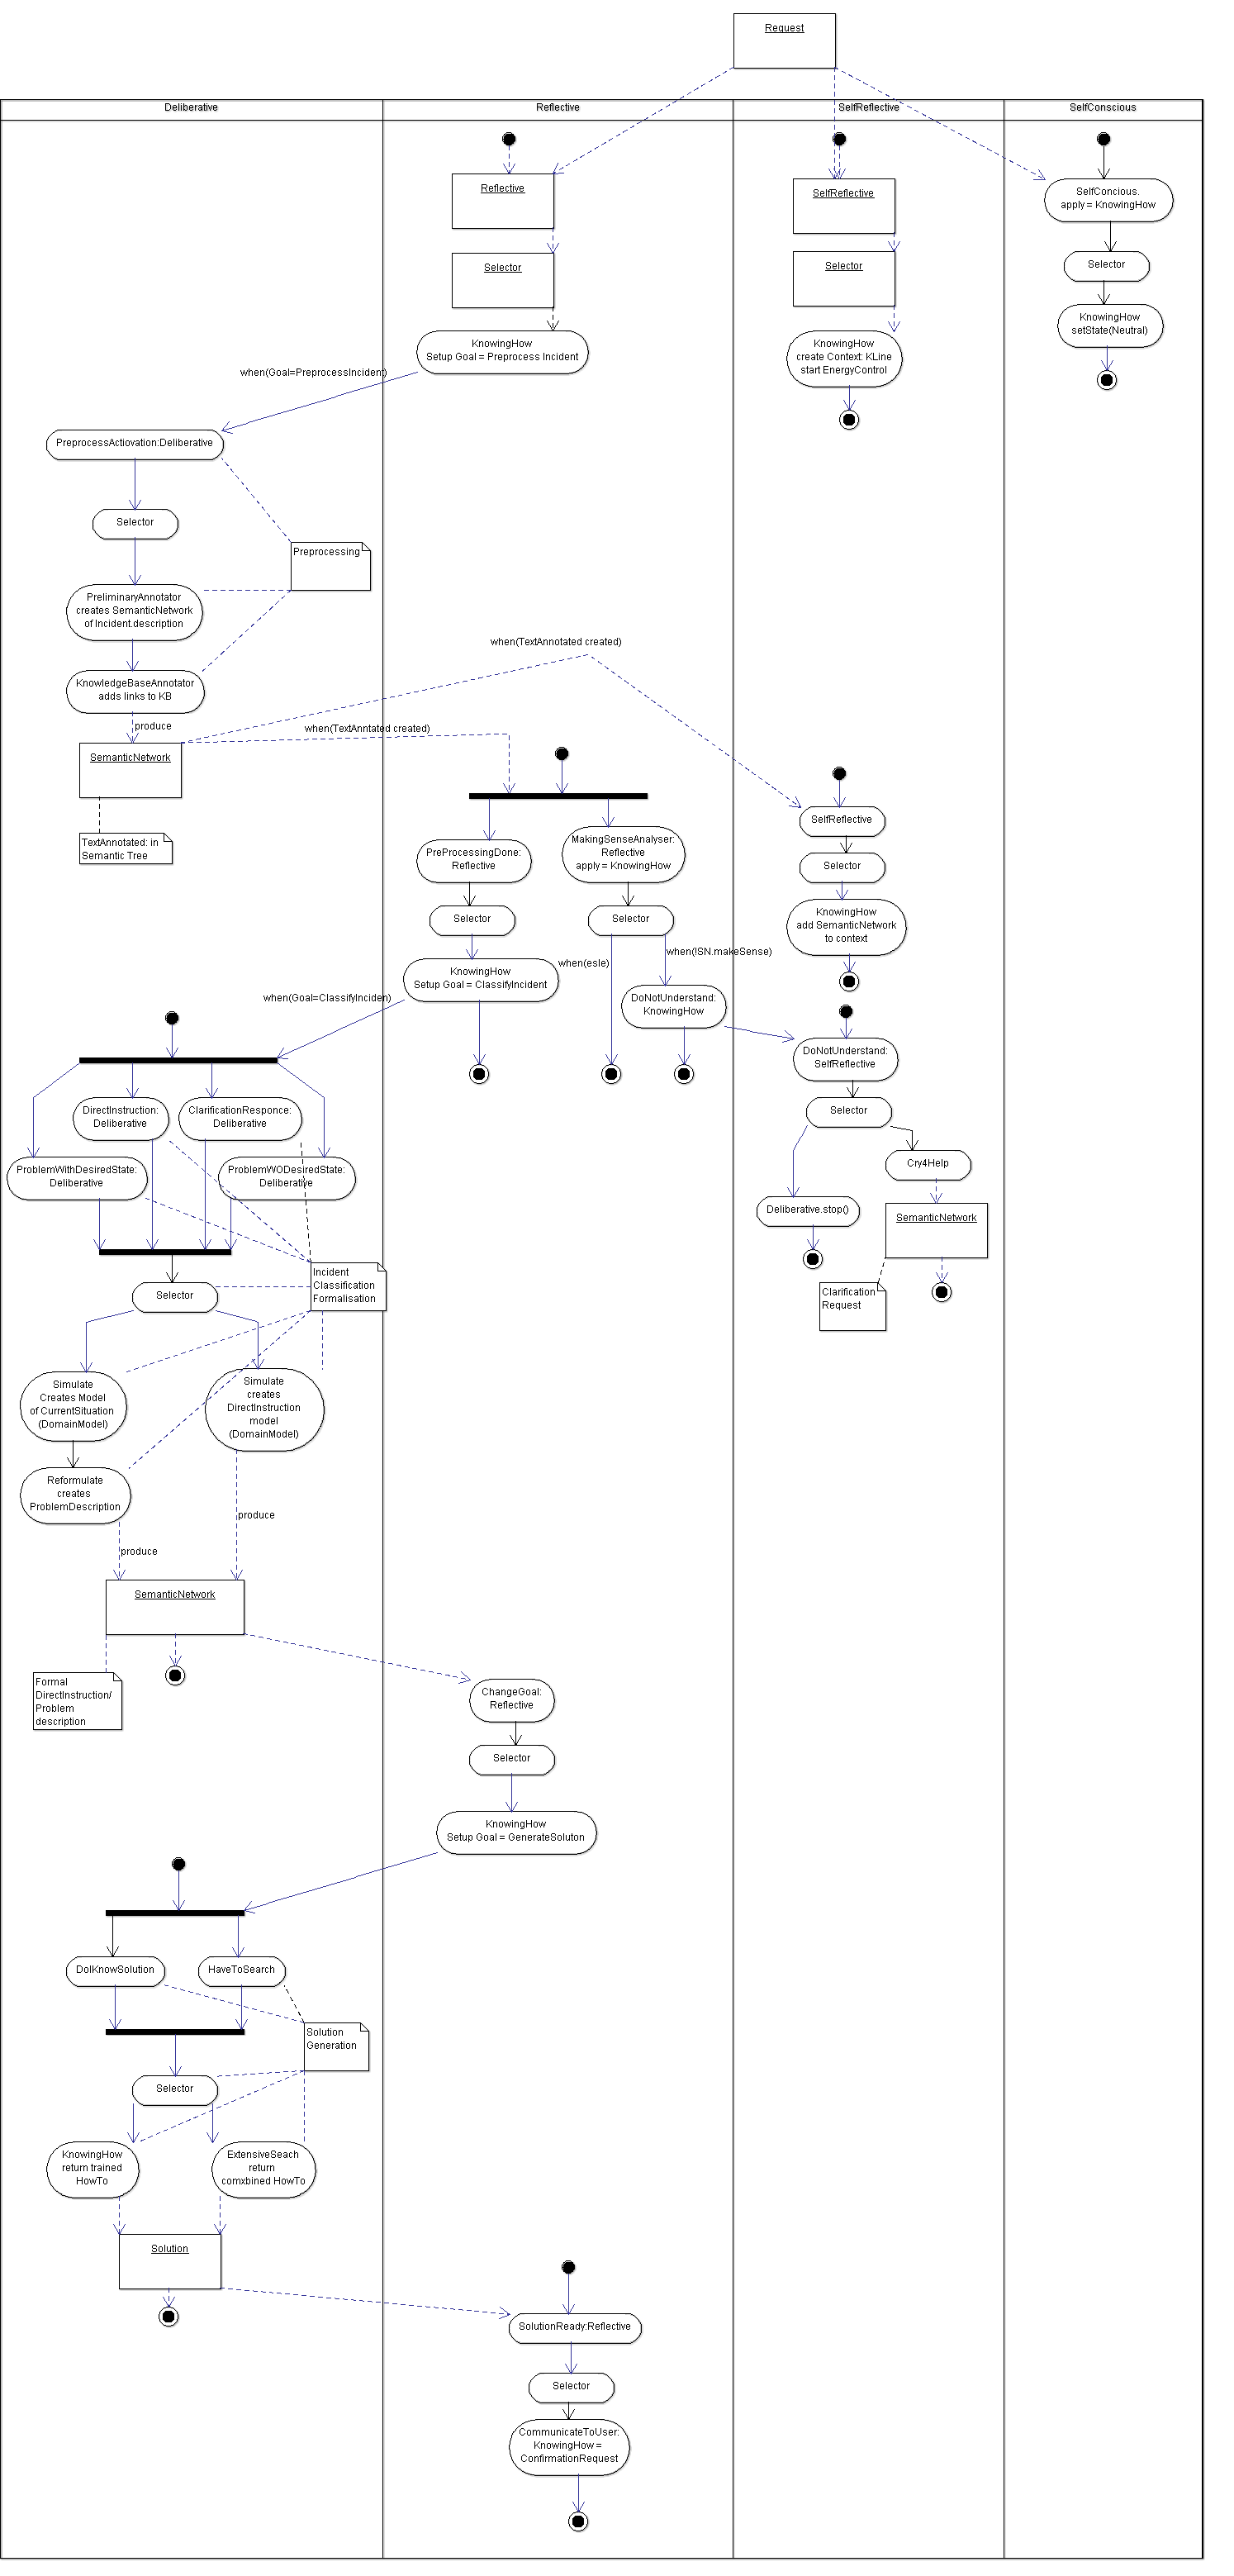 Request
Deliberative
Reflective
SelfReflective
SelfConscious
Reflective
SelfReflective
SelfConcious.
apply = KnowingHow
Selector
Selector
Selector
KnowingHow
setState(Neutral)
KnowingHow
Setup Goal = Preprocess Incident
KnowingHow
create Context: KLine
start EnergyControl
when(Goal=PreprocessIncident)
PreprocessActiovation:Deliberative
Selector
Preprocessing
PreliminaryAnnotator
creates SemanticNetwork
of Incident.description
when(TextAnnotated created)
KnowledgeBaseAnnotator
adds links to KB
produce
when(TextAnntated created)
SemanticNetwork
TextAnnotated: in
Semantic Tree
SelfReflective
PreProcessingDone:
Reflective
MakingSenseAnalyser:
Reflective
apply = KnowingHow
Selector
Selector
Selector
KnowingHow
add SemanticNetwork
to context
when(esle)
when(!SN.makeSense)
KnowingHow
Setup Goal = ClassifyIncident
when(Goal=ClassifyInciden)
DoNotUnderstand:
KnowingHow
DoNotUnderstand:
SelfReflective
DirectInstruction:
Deliberative
ClarificationResponce:
Deliberative
Selector
ProblemWithDesiredState:
Deliberative
ProblemWODesiredState:
Deliberative
Cry4Help
Deliberative.stop()
SemanticNetwork
Incident
Classification
Formalisation
Selector
Clarification
Request
Simulate
Creates Model
of CurrentSituation
(DomainModel)
Simulate
creates
DirectInstruction
model
(DomainModel)
Reformulate
creates
ProblemDescription
produce
produce
SemanticNetwork
Formal
DirectInstruction/
Problem
description
ChangeGoal:
Reflective
Selector
KnowingHow
Setup Goal = GenerateSoluton
DoIKnowSolution
HaveToSearch
Solution
Generation
Selector
KnowingHow
return trained
HowTo
ExtensiveSeach
return
comxbined HowTo
Solution
SolutionReady:Reflective
Selector
CommunicateToUser:
KnowingHow =
ConfirmationRequest